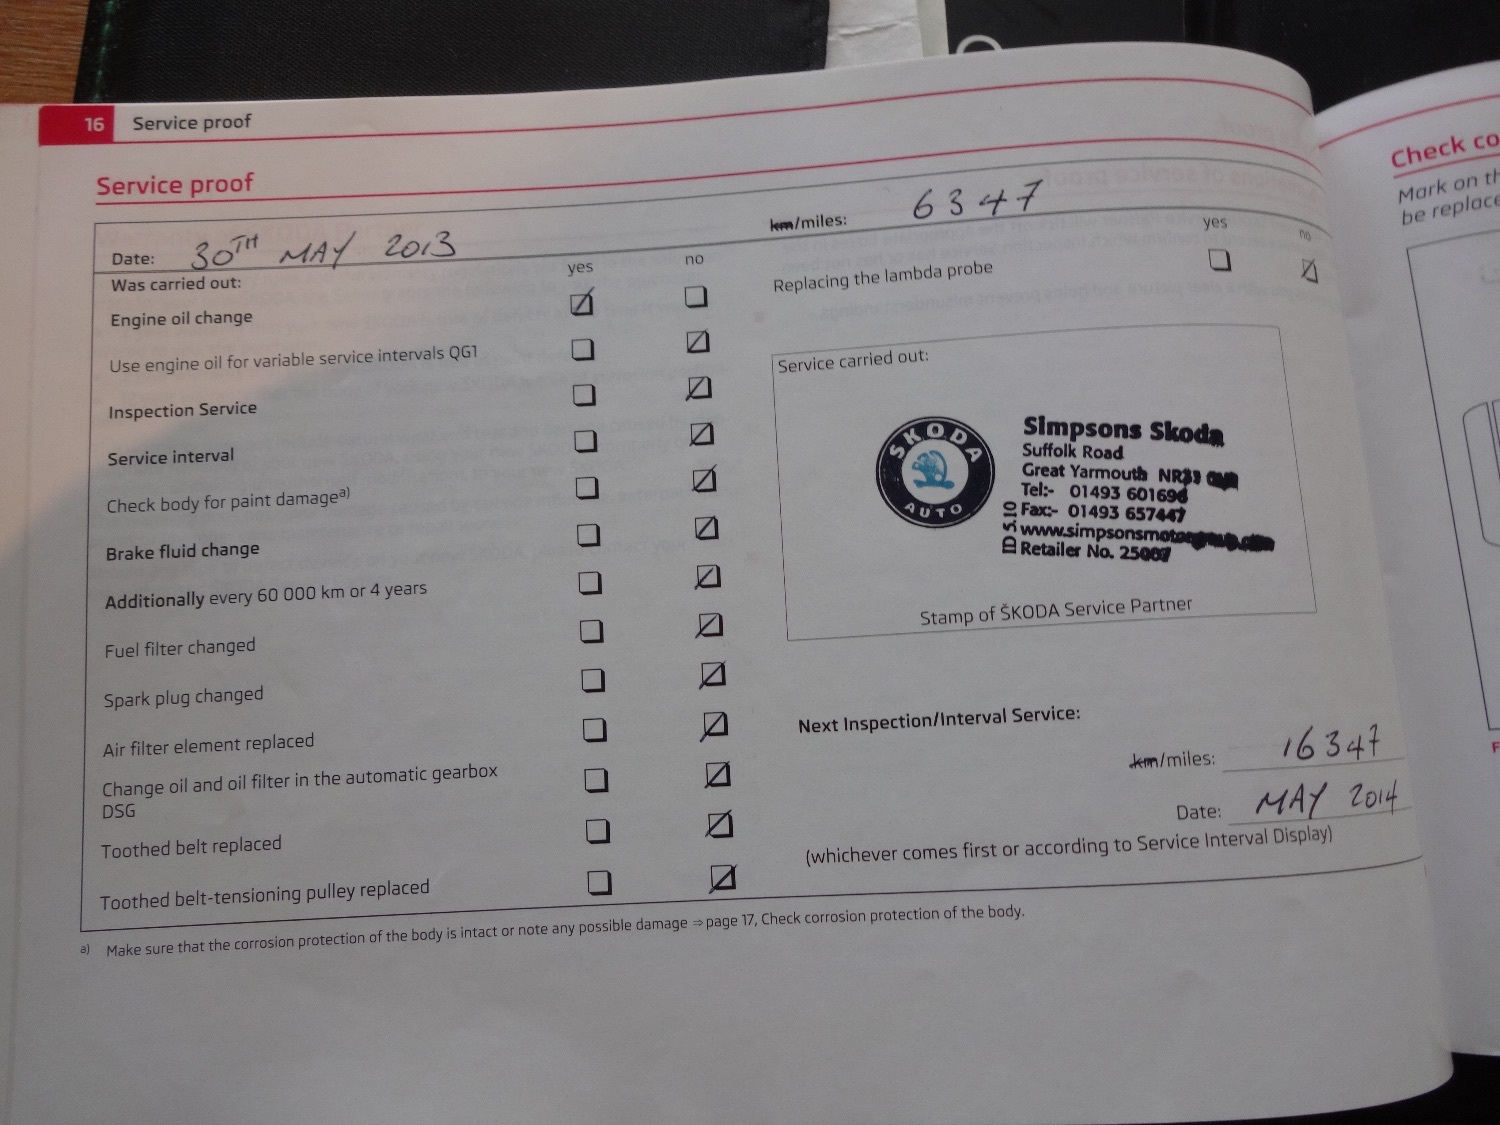 16 Service proof
Service proof
Date: 30TH MAY 2013 km/miles: 6347
Was carried out: yes no
Engine oil change
Use engine oil for variable service intervals QG1
Inspection Service
Service interval
Check body for paint damage a)
Brake fluid change
Additionally every 60 000 km or 4 years
Fuel filter changed
Spark plug changed
Air filter element replaced
Change oil and oil filter in the automatic gearbox
DSG
Toothed belt replaced
Toothed belt-tensioning pulley replaced
yes no
Replacing the lambda probe
Service carried out:
SKODA
AUTO
Simpsons Skoda
Suffolk Road
Great Yarmouth
Tel:- 01493 601696
Fax:- 01493 657447
Retailer No.
Stamp of ŠKODA Service Partner
Next Inspection/Interval Service:
km/miles: 16347
Date: MAY 2014
(whichever comes first or according to Service Interval Display)
a) Make sure that the corrosion protection of the body is intact or note any possible damage ⇒ page 17, Check corrosion protection of the body.
Check
Mark on
be